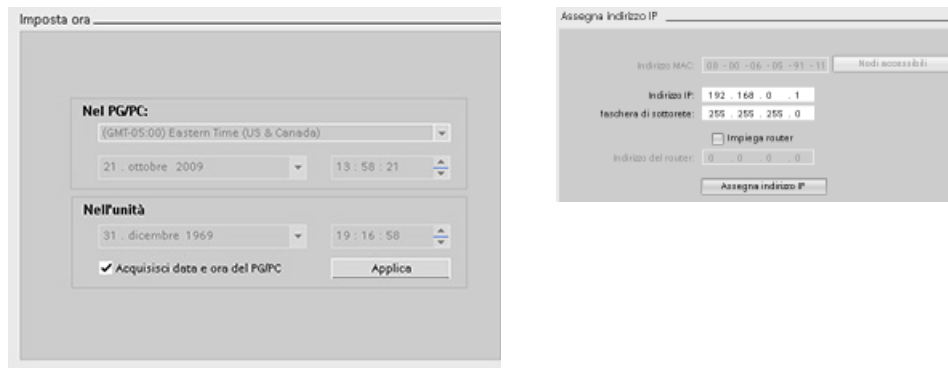 Imposta ora
Nel PG/PC:
(GMT-05:00) Eastern Time (US & Canada)
21 . ottobre 2009
13 : 58 : 21
Nell'unità
31 . dicembre 1969
19 : 16 : 58
Acquisisci data e ora del PG/PC
Applica
Assegna indirizzo IP
Indirizzo MAC: 08 - 00 - 06 - 05 - 91 - 11
Nodi accessibili
Indirizzo IP: 192 . 168 . 0 . 1
taschera di sottorete: 255 . 255 . 255 . 0
Impiega router
Indirizzo del router: 0 . 0 . 0 . 0
Assegna indirizzo IP